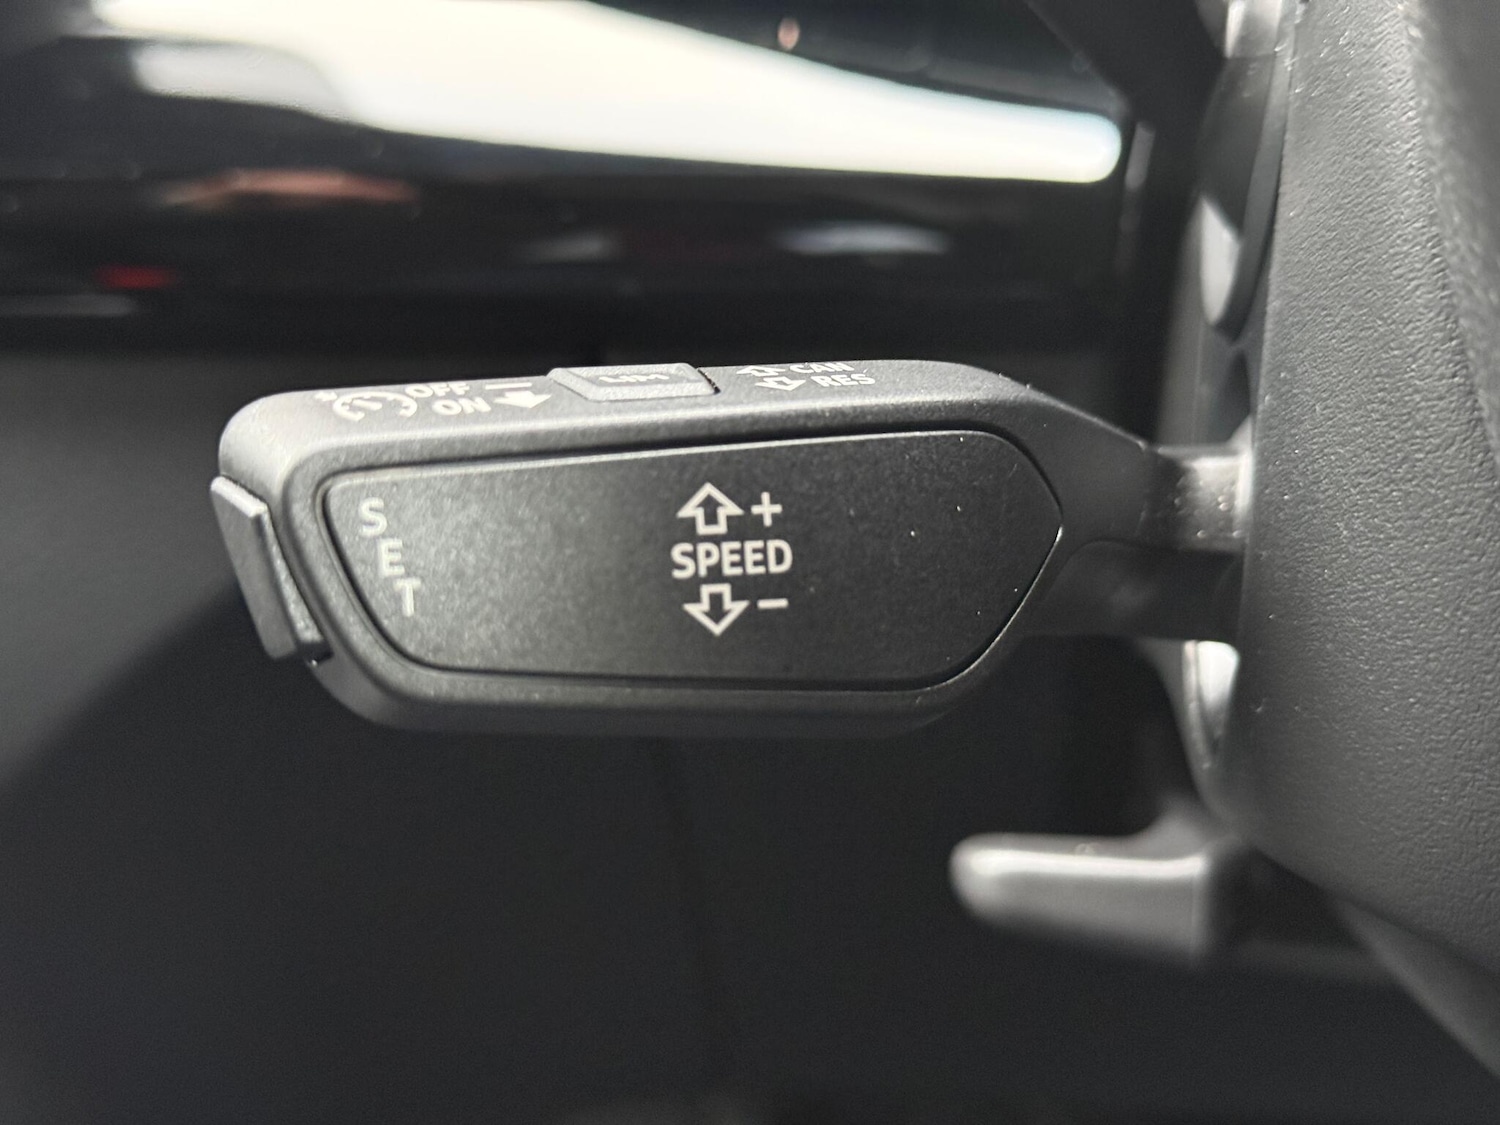 OFF
ON
LIM
CAN
RES
SET
+
SPEED
-